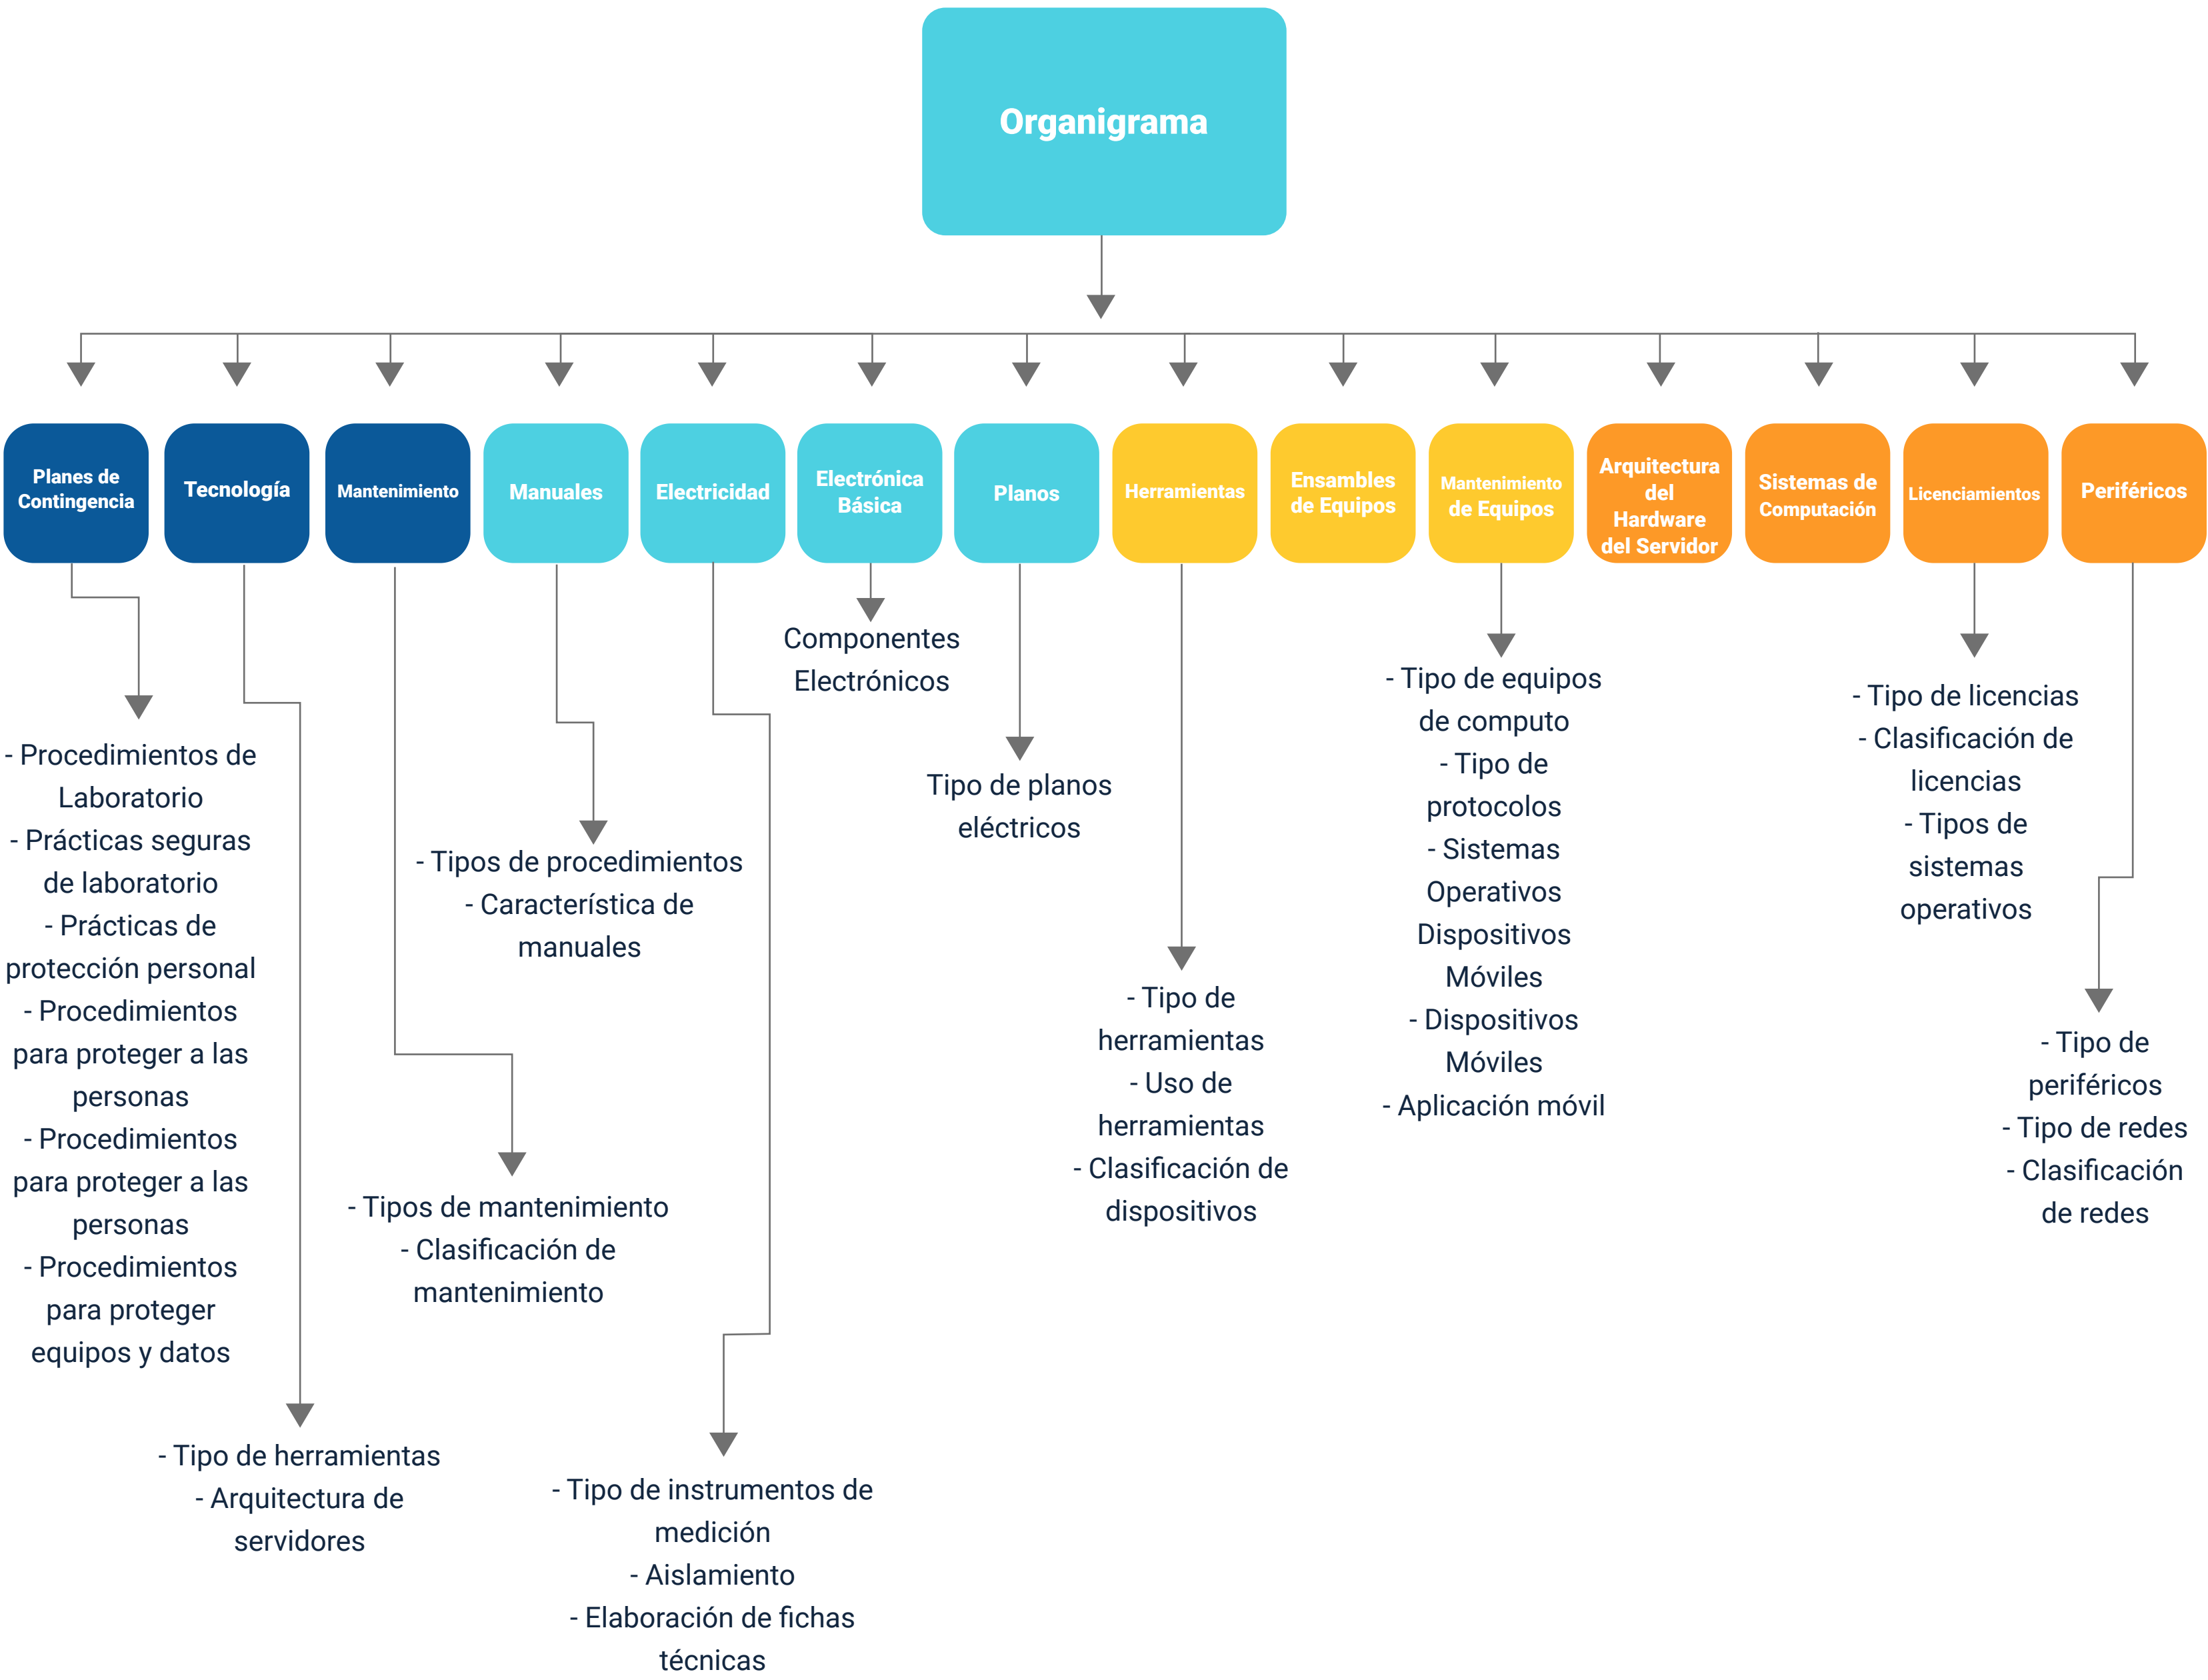 Organigrama
Planes de
Contingencia
Tecnología
Mantenimiento
Manuales
Electricidad
Electrónica
Básica
Planos
Herramientas
Ensambles
de Equipos
Mantenimiento
de Equipos
Arquitectura
del
Hardware
del Servidor
Sistemas de
Computación
Licenciamientos
Periféricos
- Procedimientos de
Laboratorio
- Prácticas seguras
de laboratorio
- Prácticas de
protección personal
- Procedimientos
para proteger a las
personas
- Procedimientos
para proteger a las
personas
- Procedimientos
para proteger
equipos y datos
- Tipo de herramientas
- Arquitectura de
servidores
- Tipos de mantenimiento
- Clasificación de
mantenimiento
- Tipos de procedimientos
- Característica de
manuales
- Tipo de instrumentos de
medición
- Aislamiento
- Elaboración de fichas
técnicas
Componentes
Electrónicos
Tipo de planos
eléctricos
- Tipo de
herramientas
- Uso de
herramientas
- Clasificación de
dispositivos
- Tipo de equipos
de computo
- Tipo de
protocolos
- Sistemas
Operativos
Dispositivos
Móviles
- Dispositivos
Móviles
- Aplicación móvil
- Tipo de licencias
- Clasificación de
licencias
- Tipos de
sistemas
operativos
- Tipo de
periféricos
- Tipo de redes
- Clasificación
de redes